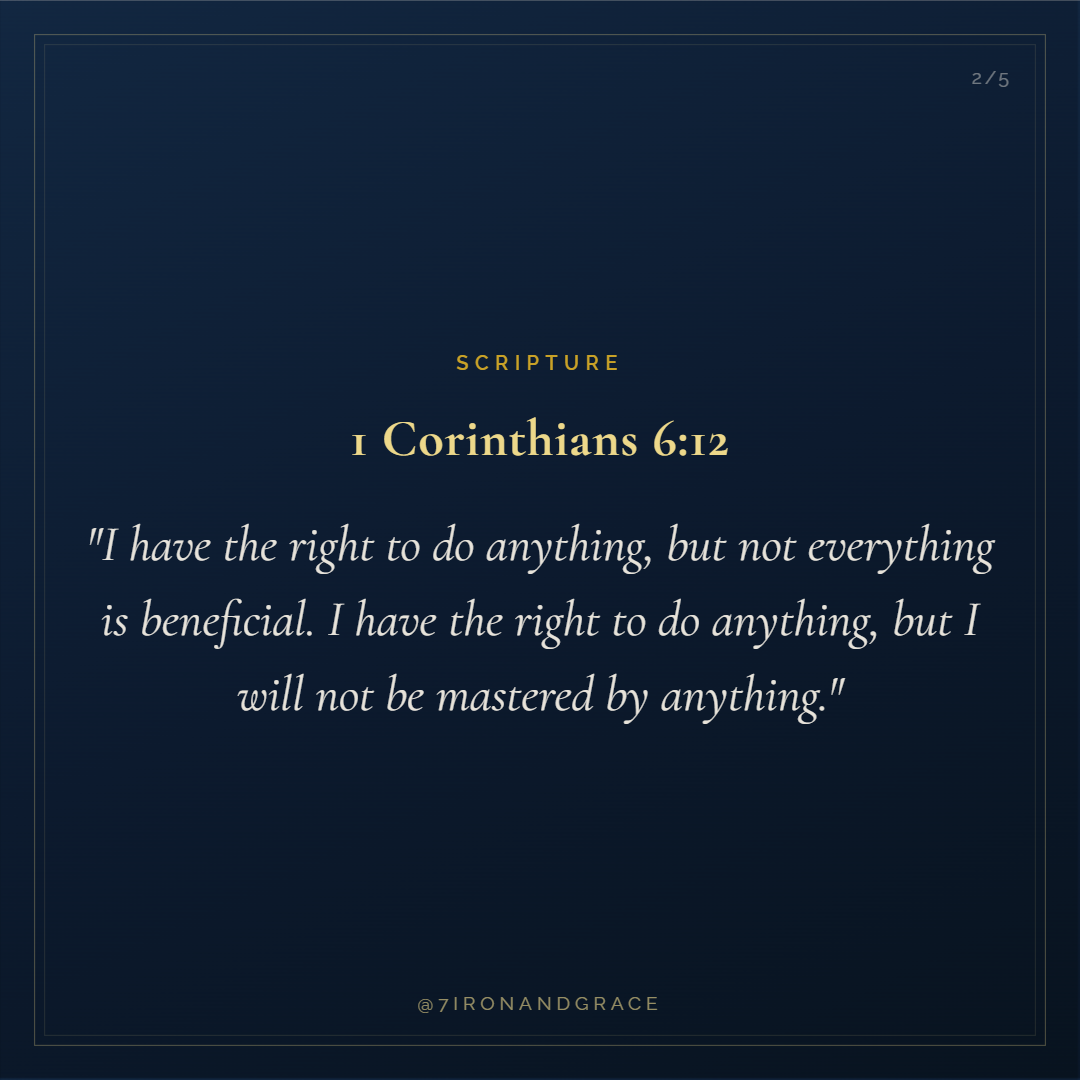 2/5
SCRIPTURE
1 Corinthians 6:12
"I have the right to do anything, but not everything
is beneficial. I have the right to do anything, but I
will not be mastered by anything."
@7IRONANDGRACE